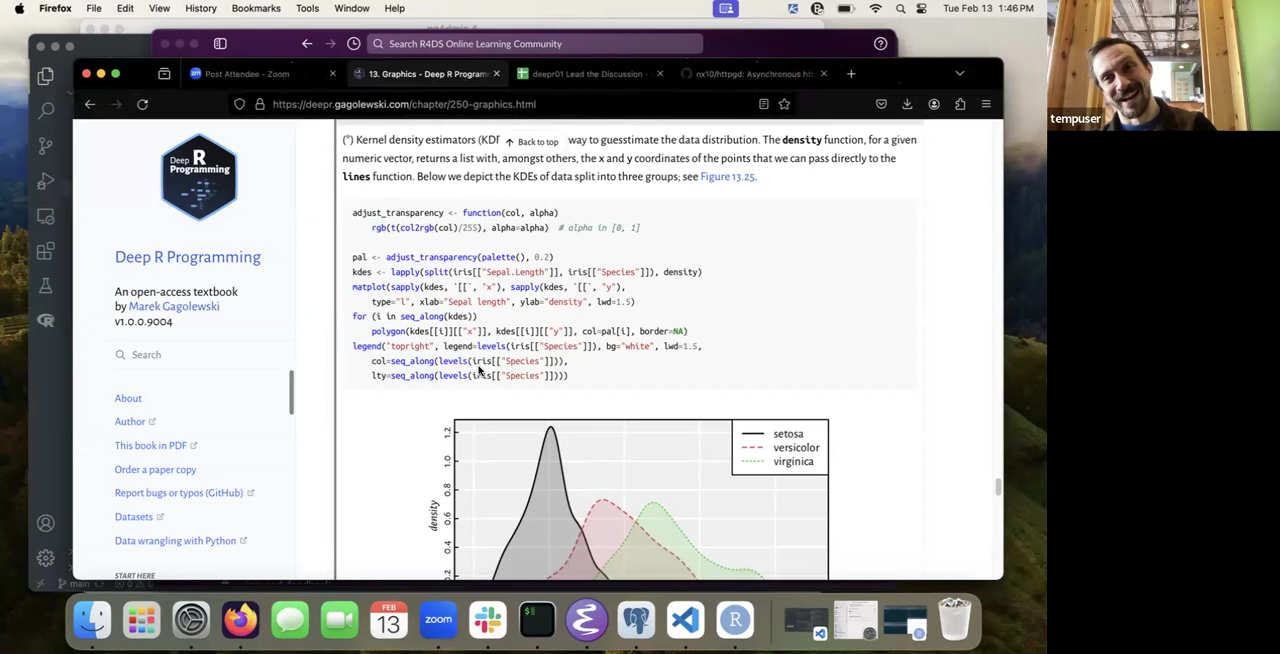 Firefox File Edit View History Bookmarks Tools Window Help
Tue Feb 13 1:46 PM
Search R4DS Online Learning Community
Post Attendee - Zoom
13. Graphics - Deep R Program
deepr01 Lead the Discussion -
nx10/httpgd: Asynchronous ht
https://deepr.gagolewski.com/chapter/250-graphics.html
tempuser
Deep R Programming
Deep R Programming
An open-access textbook
by Marek Gagolewski
v1.0.0.9004
Search
About
Author
This book in PDF
Order a paper copy
Report bugs or typos (GitHub)
Datasets
Data wrangling with Python
START HERE
(*) Kernel density estimators (KDE
Back to top
way to guesstimate the data distribution. The density function, for a given
numeric vector, returns a list with, amongst others, the x and y coordinates of the points that we can pass directly to the
lines function. Below we depict the KDEs of data split into three groups; see Figure 13.25.
adjust_transparency <- function(col, alpha)
rgb(t(col2rgb(col)/255), alpha=alpha) # alpha in [0, 1]
pal <- adjust_transparency(palette(), 0.2)
kdes <- lapply(split(iris[["Sepal.Length"]], iris[["Species"]]), density)
matplot(sapply(kdes, `[[`, "x"), sapply(kdes, `[[`, "y"),
type="l", xlab="Sepal length", ylab="density", lwd=1.5)
for (i in seq_along(kdes))
polygon(kdes[[i]][["x"]], kdes[[i]][["y"]], col=pal[i], border=NA)
legend("topright", legend=levels(iris[["Species"]]), bg="white", lwd=1.5,
col=seq_along(levels(iris[["Species"]])),
lty=seq_along(levels(iris[["Species"]])))
setosa
versicolor
virginica
density
1.2
1.0
0.8
0.6
0.4
0.2
main
FEB
13
zoom